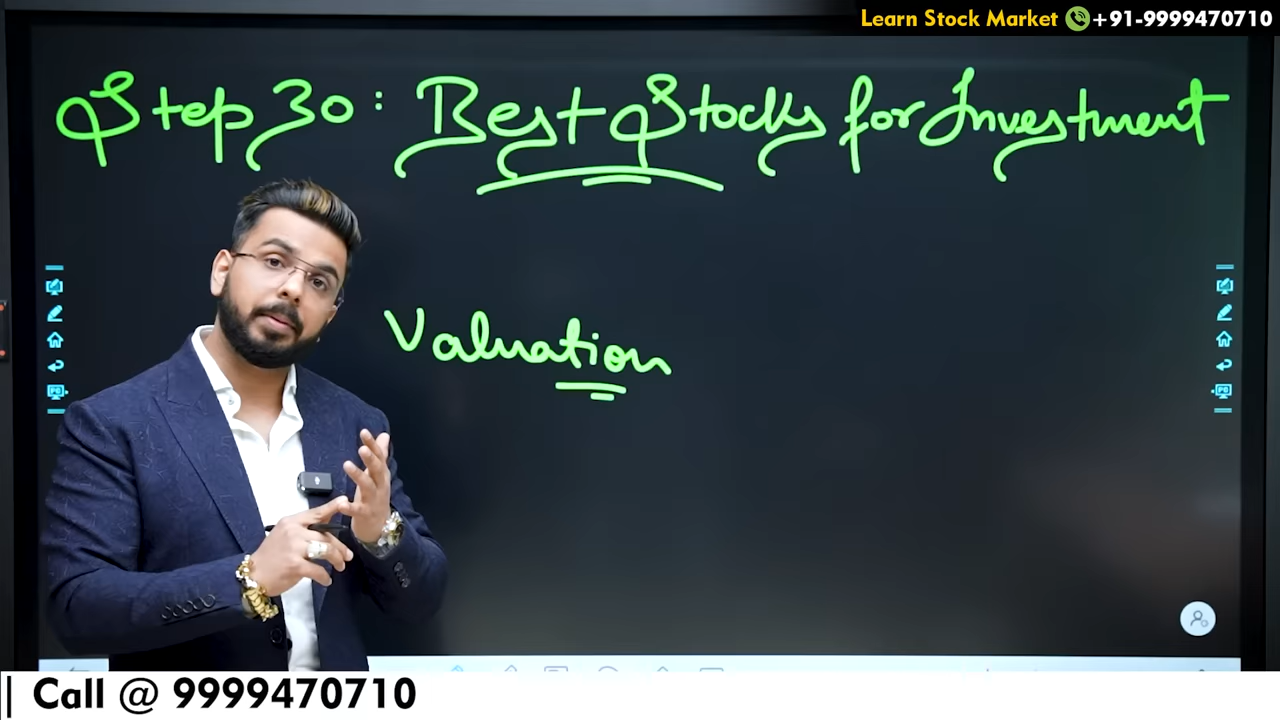 Learn Stock Market +91-9999470710
Step 30: Best Stocks for Investment
Valuation
| Call @ 9999470710